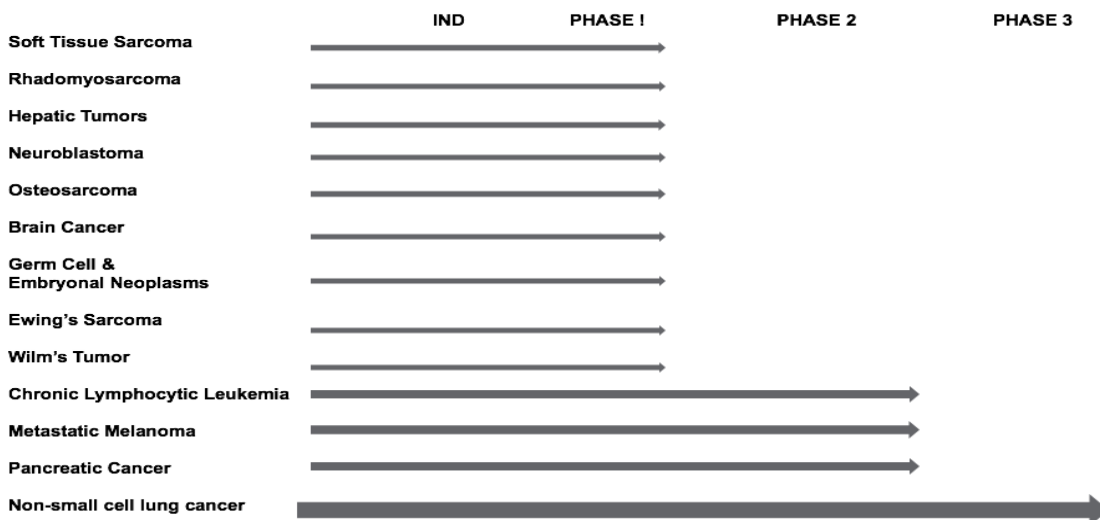 IND PHASE ! PHASE 2 PHASE 3
Soft Tissue Sarcoma
Rhadomyosarcoma
Hepatic Tumors
Neuroblastoma
Osteosarcoma
Brain Cancer
Germ Cell &
Embryonal Neoplasms
Ewing’s Sarcoma
Wilm’s Tumor
Chronic Lymphocytic Leukemia
Metastatic Melanoma
Pancreatic Cancer
Non-small cell lung cancer